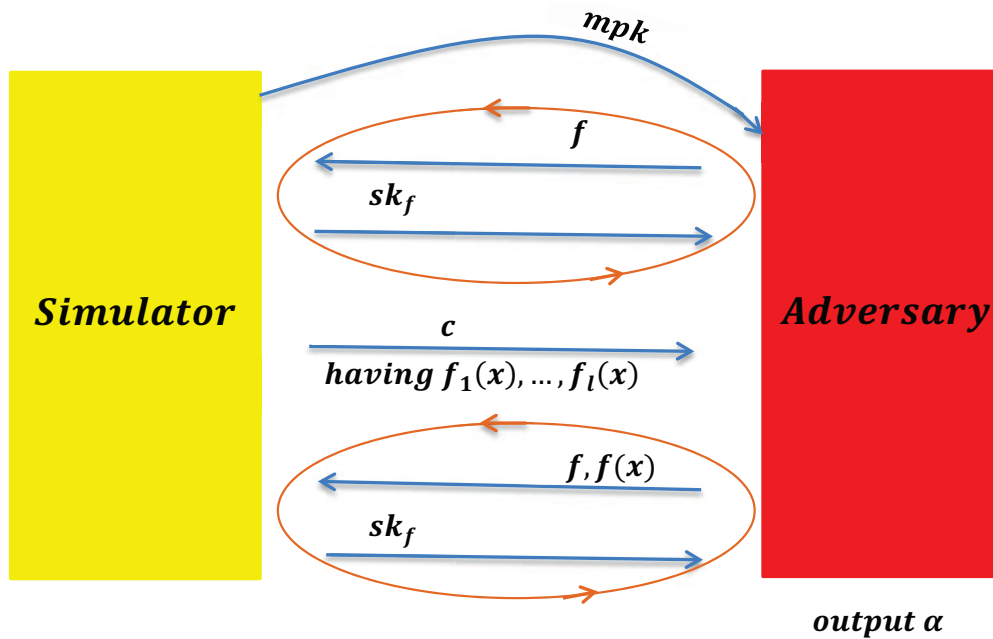 mpk
f
sk_f
Simulator
Adversary
c
having f_1(x), … , f_l(x)
f, f(x)
sk_f
output α